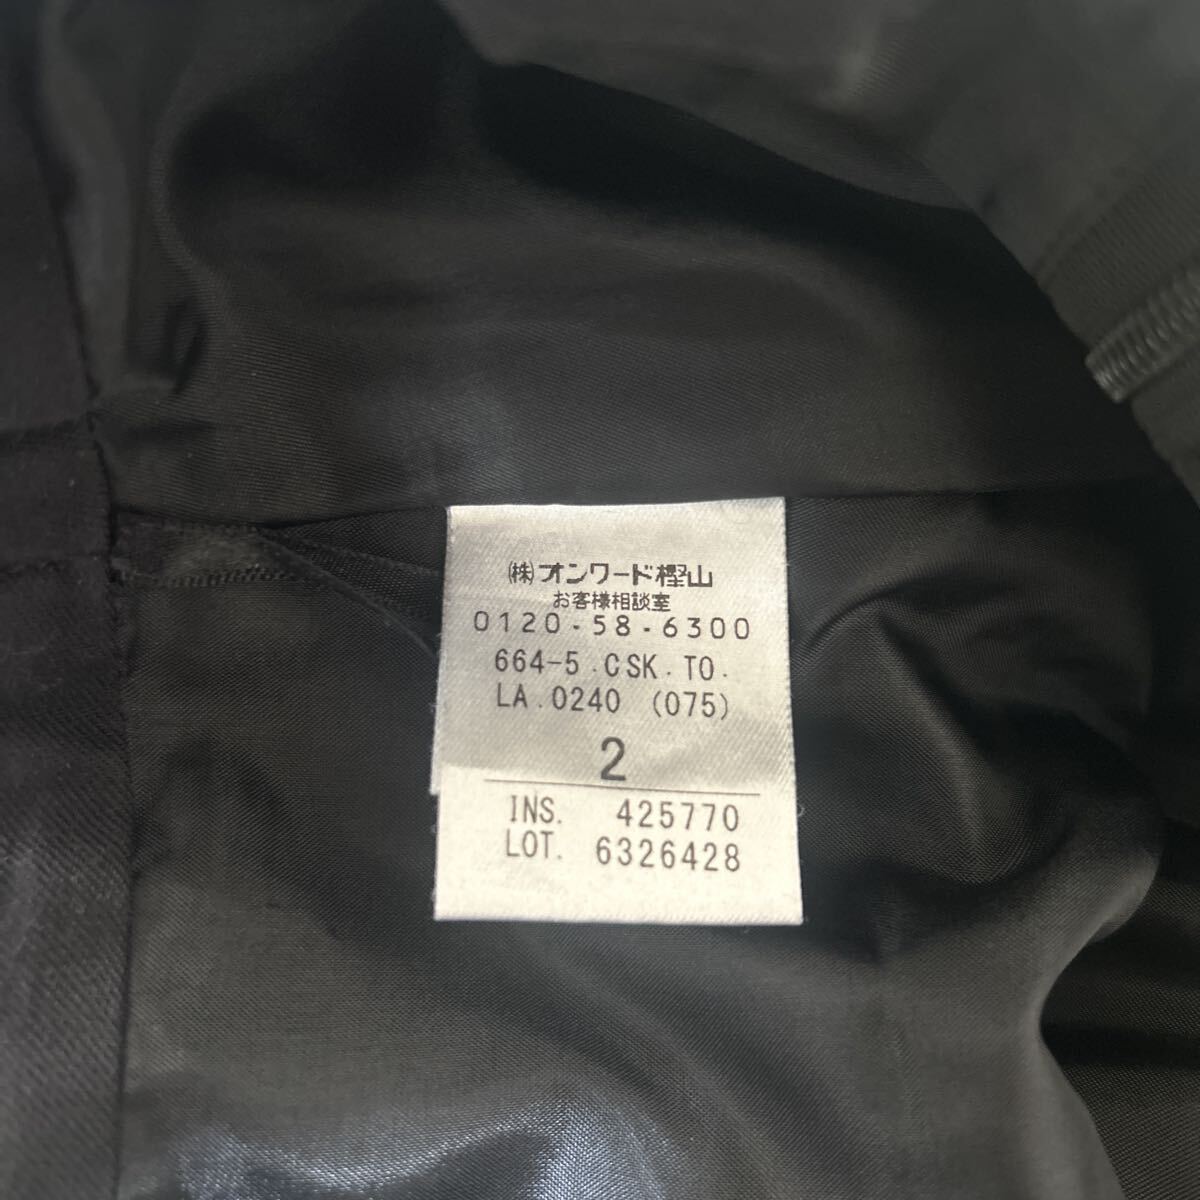 (株)オンワード樫山
お客様相談室
0120-58-6300
664-5.CSK.TO.
LA.0240 (075)
2
INS. 425770
LOT. 6326428